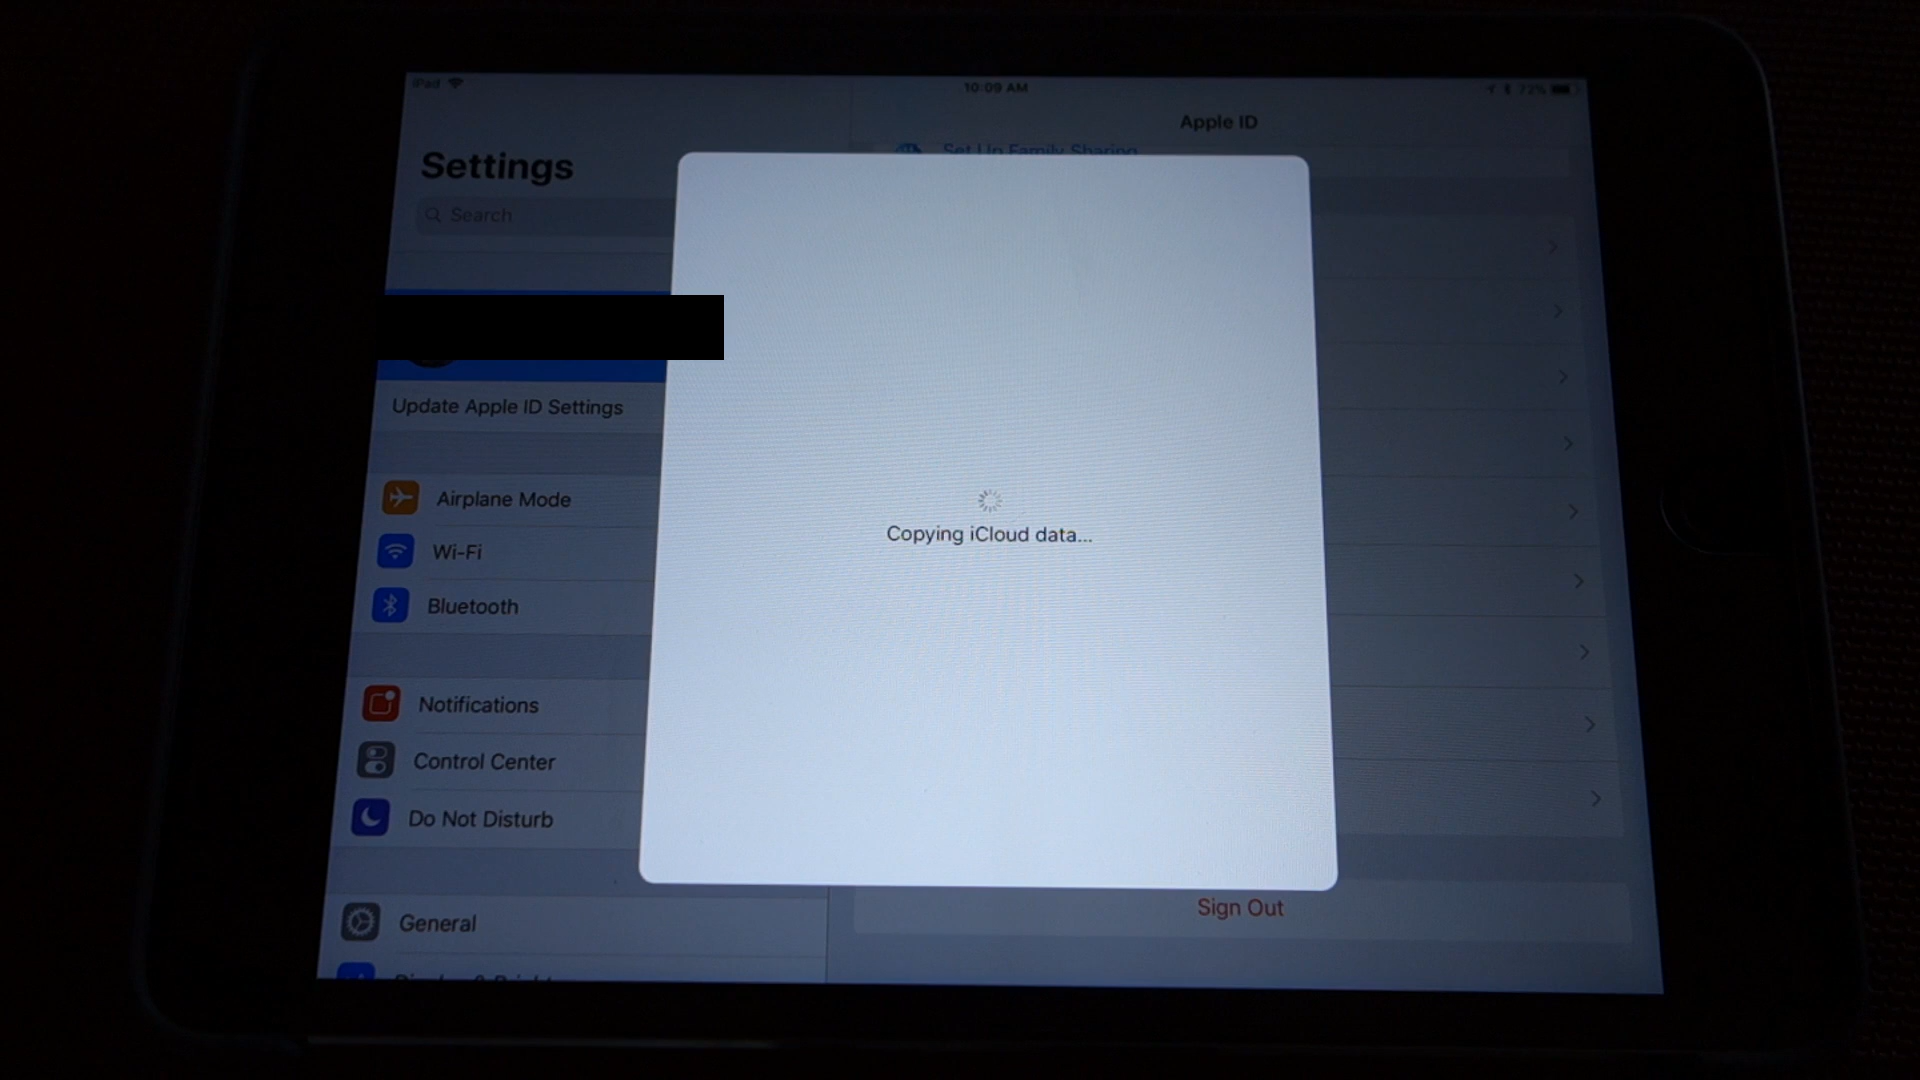 iPad
10:09 AM
72%
Settings
Search
Apple ID
Set Up Family Sharing
Update Apple ID Settings
Airplane Mode
Wi-Fi
Bluetooth
Notifications
Control Center
Do Not Disturb
General
Copying iCloud data...
Sign Out